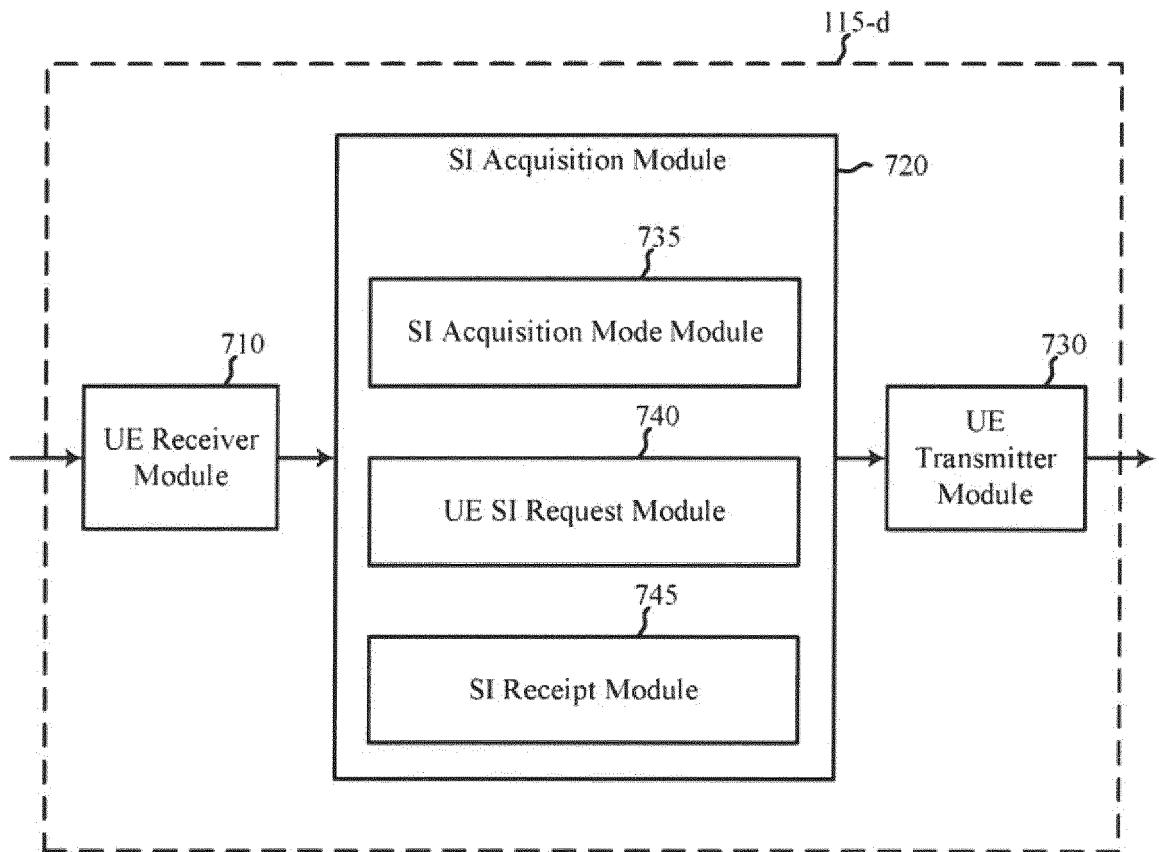 115-d
SI Acquisition Module
720
735
SI Acquisition Mode Module
710
UE Receiver
Module
740
UE SI Request Module
730
UE
Transmitter
Module
745
SI Receipt Module